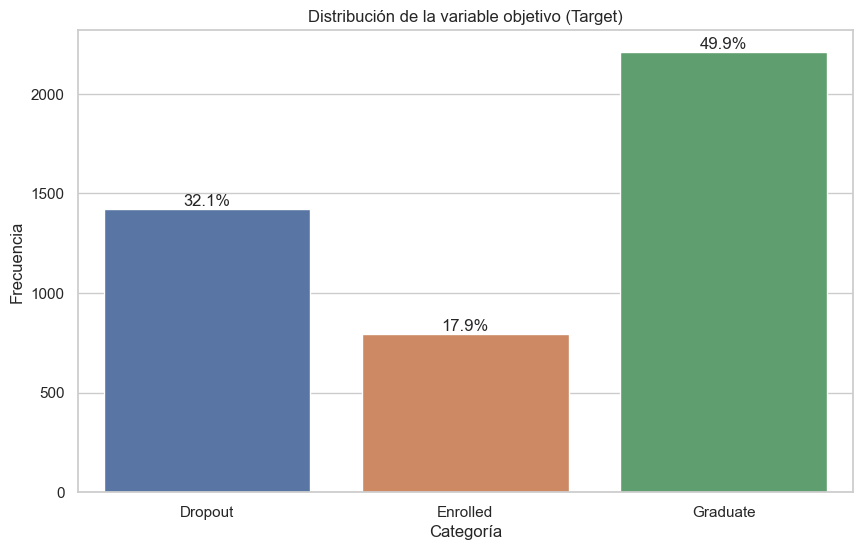 Distribución de la variable objetivo (Target)
49.9%
2000
32.1%
1500
Frecuencia
1000
17.9%
500
0
Dropout Enrolled Graduate
Categoría